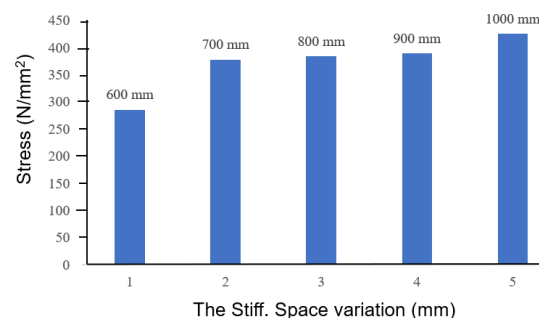 450
400
350
300
250
200
150
100
50
0
Stress (N/mm²)
600 mm
700 mm
800 mm
900 mm
1000 mm
1 2 3 4 5
The Stiff. Space variation (mm)